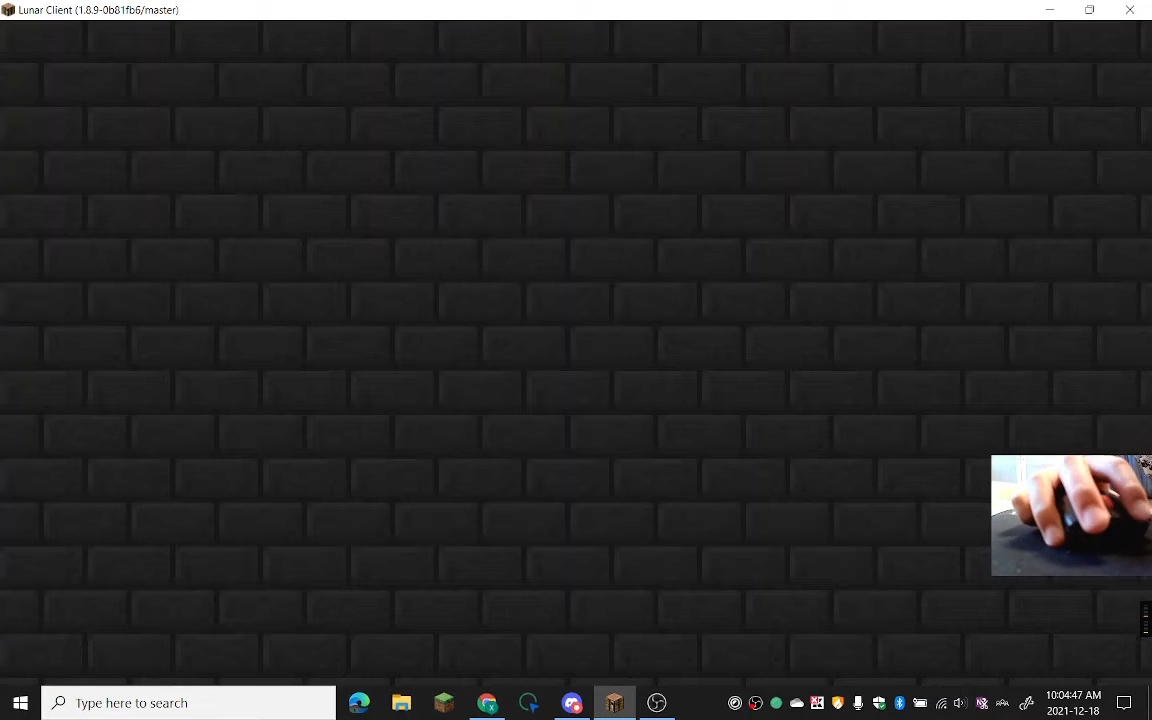 Lunar Client (1.8.9-0b81fb6/master)
Type here to search
10:04:47 AM
2021-12-18